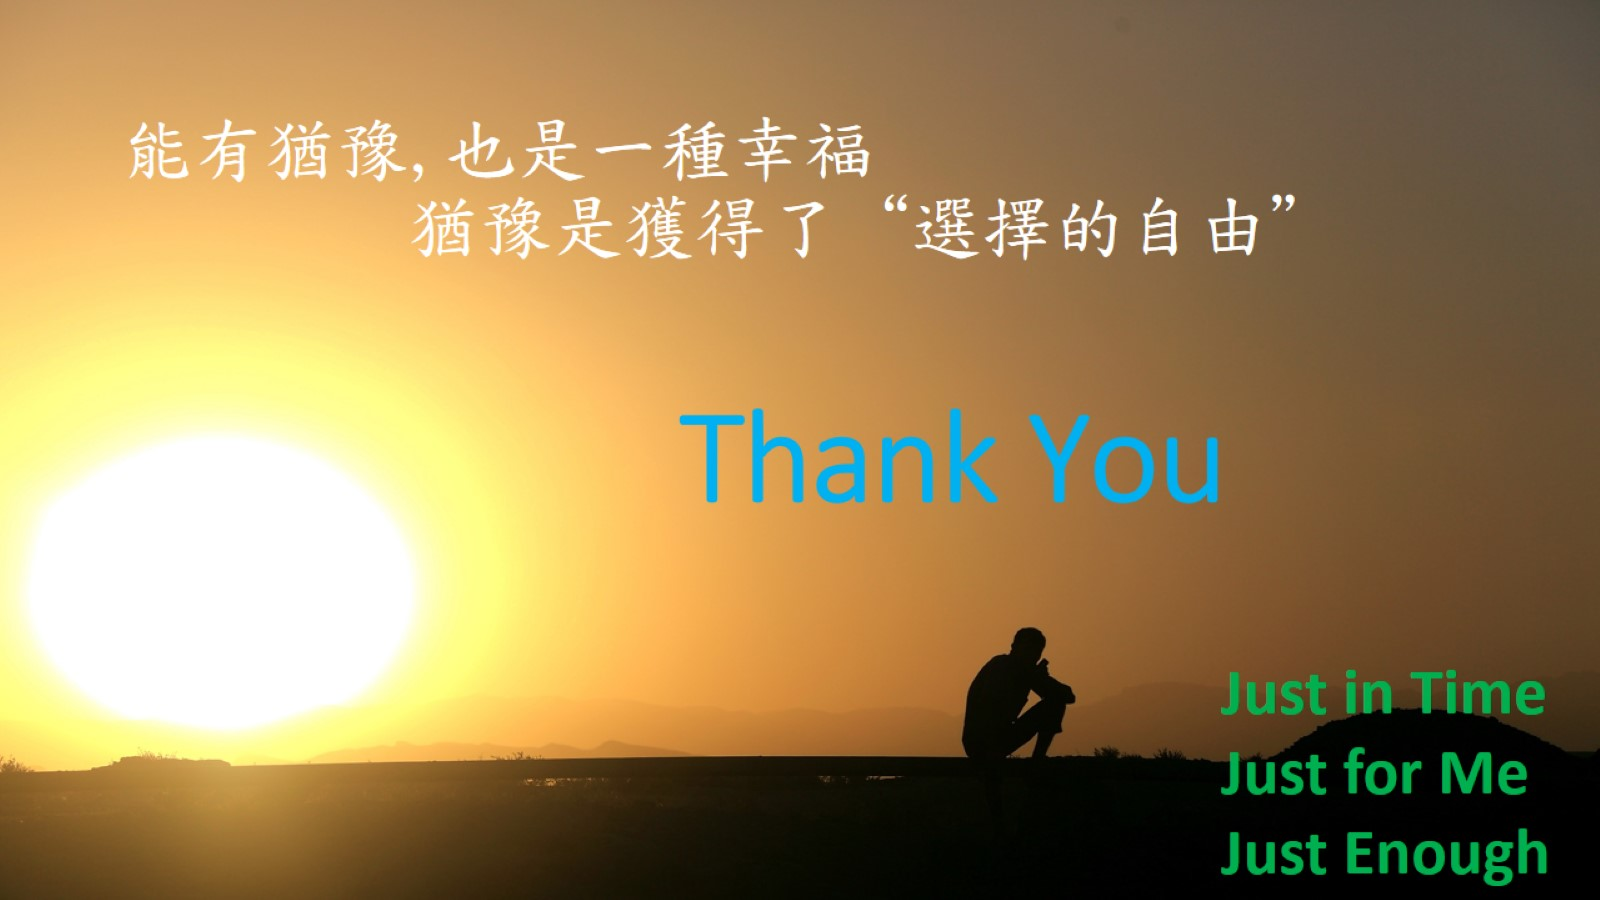 能有猶豫,也是一種幸福
猶豫是獲得了“選擇的自由”
Thank You
Just in Time
Just for Me
Just Enough